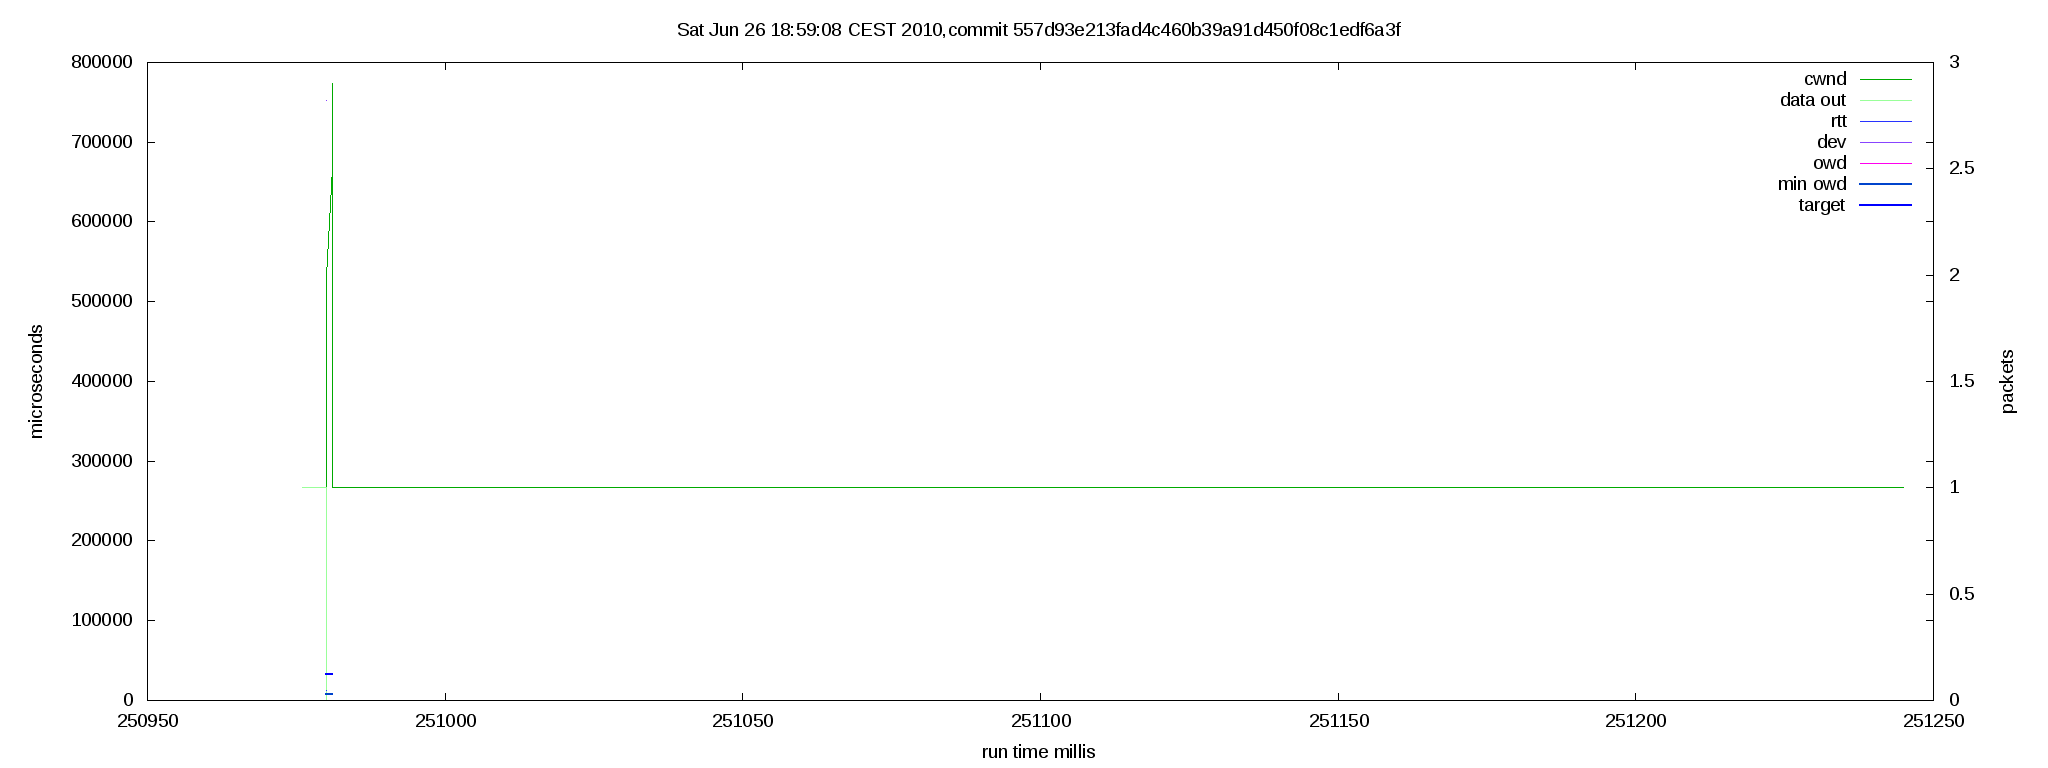 Sat Jun 26 18:59:08 CEST 2010,commit 557d93e213fad4c460b39a91d450f08c1edf6a3f
800000
700000
600000
500000
400000
300000
200000
100000
0
microseconds
3
2.5
2
1.5
1
0.5
0
packets
cwnd
data out
rtt
dev
owd
min owd
target
250950
251000
251050
251100
251150
251200
251250
run time millis